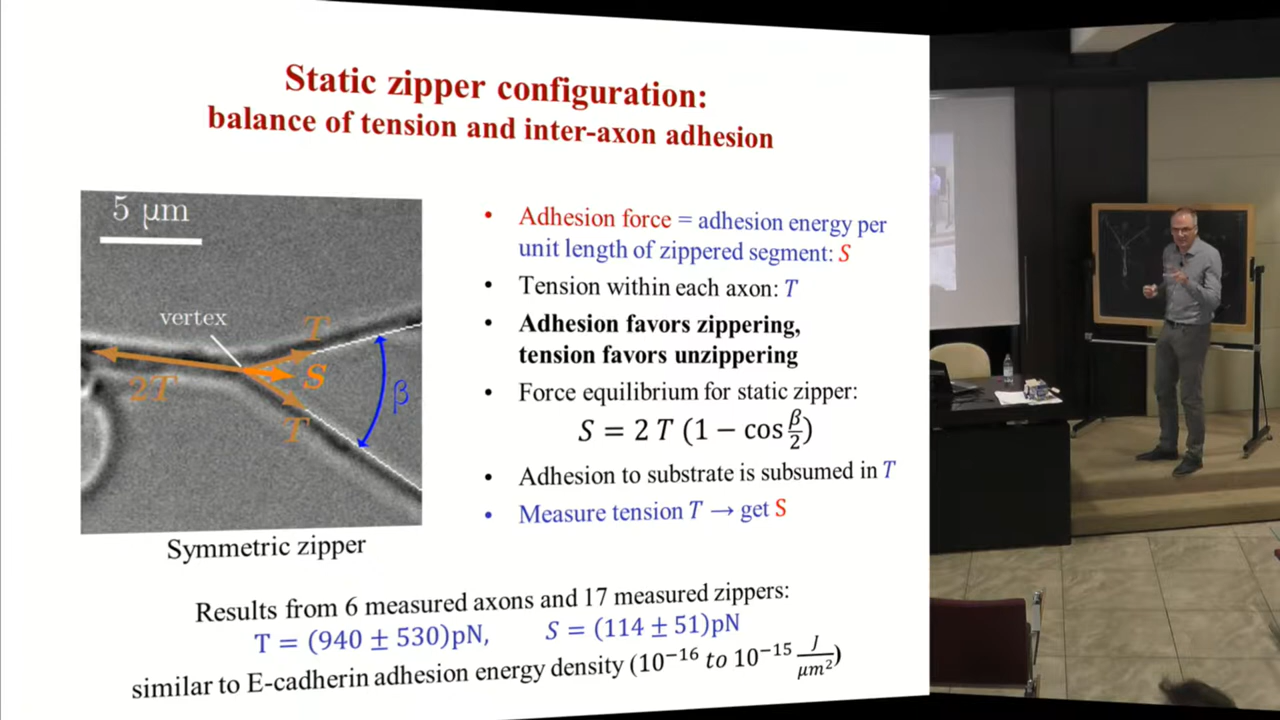 Static zipper configuration:
balance of tension and inter-axon adhesion
5 μm
vertex
T
2T
S
T
β
Symmetric zipper
• Adhesion force = adhesion energy per
unit length of zippered segment: S
• Tension within each axon: T
• Adhesion favors zippering,
tension favors unzippering
• Force equilibrium for static zipper:
S = 2 T (1 − cos β/2)
• Adhesion to substrate is subsumed in T
• Measure tension T → get S
Results from 6 measured axons and 17 measured zippers:
T = (940 ± 530)pN, S = (114 ± 51)pN
similar to E-cadherin adhesion energy density (10⁻¹⁶ to 10⁻¹⁵ J/μm²)